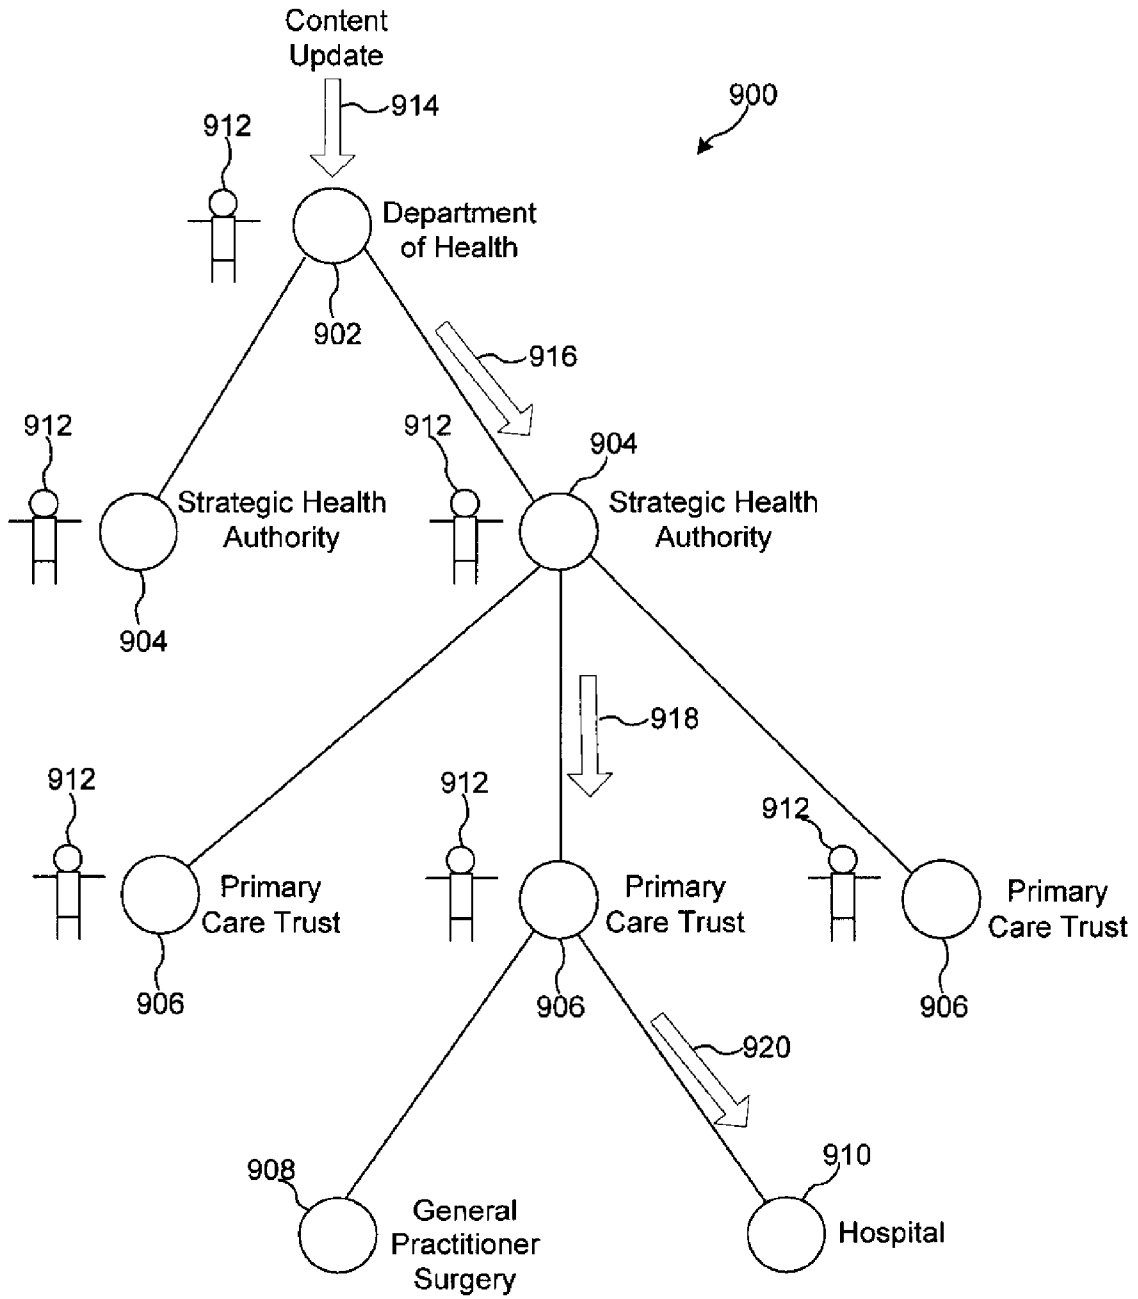 Content
Update
914
900
912
Department
of Health
902
916
912
912
904
Strategic Health
Authority
Strategic Health
Authority
904
918
912
912
912
Primary
Care Trust
Primary
Care Trust
Primary
Care Trust
906
906
906
920
908
910
General
Practitioner
Surgery
Hospital